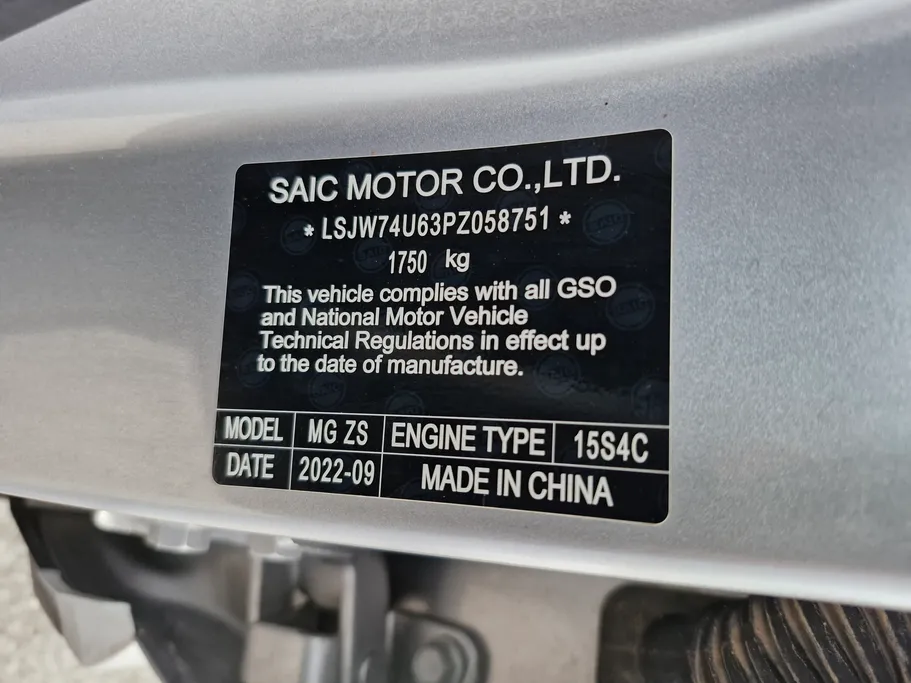 SAIC MOTOR CO.,LTD.
* LSJW74U63PZ058751 *
1750 kg
This vehicle complies with all GSO
and National Motor Vehicle
Technical Regulations in effect up
to the date of manufacture.
MODEL MG ZS ENGINE TYPE 15S4C
DATE 2022-09 MADE IN CHINA